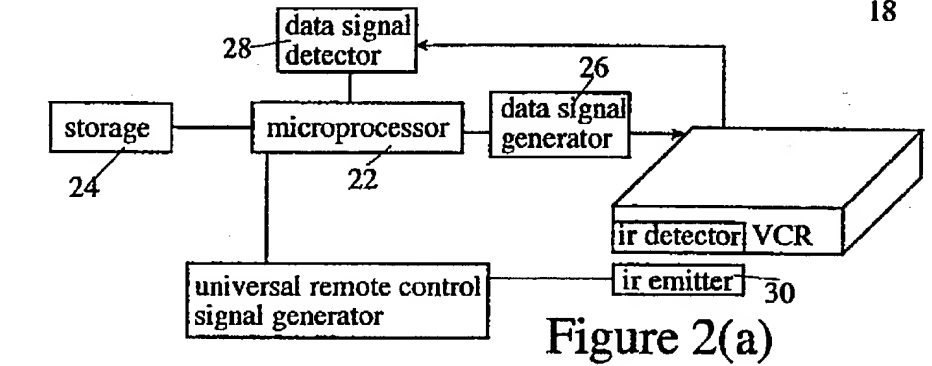 18
data signal
detector
28
26
storage
microprocessor
data signal
generator
24
22
ir detector VCR
universal remote control
signal generator
ir emitter
30
Figure 2(a)